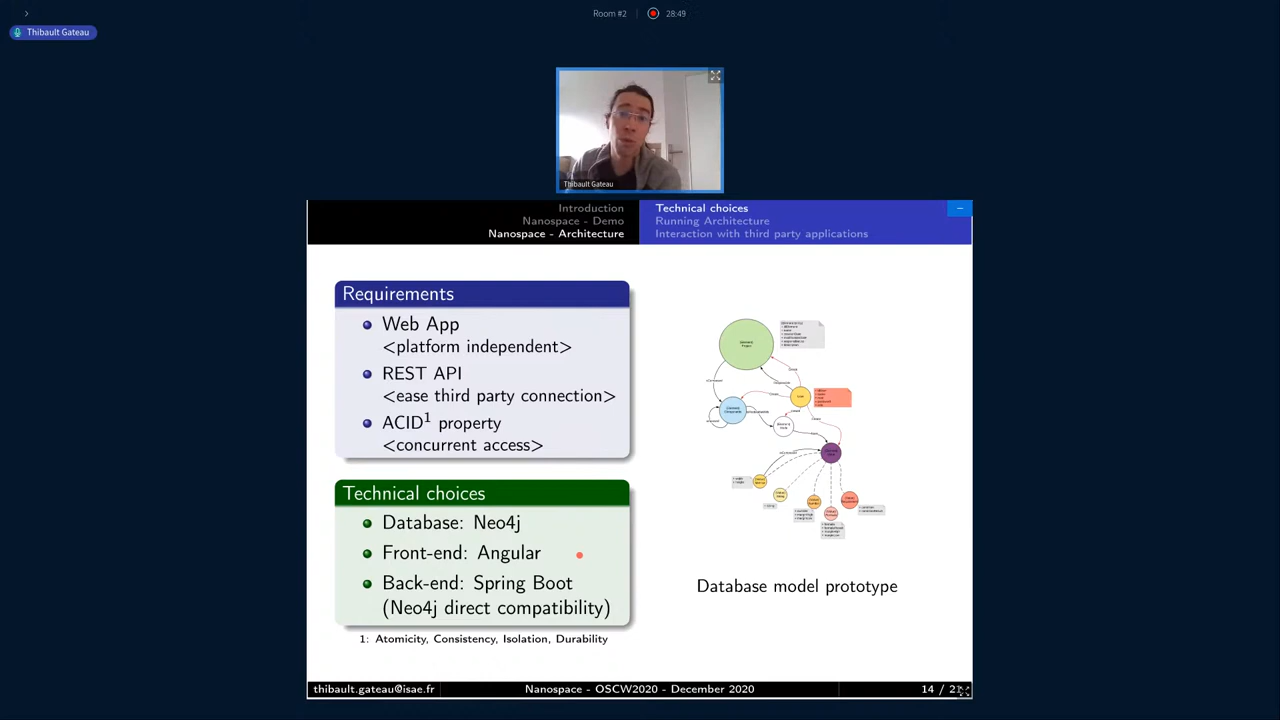 Room #2
28:49
Thibault Gateau
Thibault Gateau
Introduction
Nanospace - Demo
Nanospace - Architecture
Technical choices
Running Architecture
Interaction with third party applications
Requirements
Web App
<platform independent>
REST API
<ease third party connection>
ACID1 property
<concurrent access>
Technical choices
Database: Neo4j
Front-end: Angular
Back-end: Spring Boot
(Neo4j direct compatibility)
1: Atomicity, Consistency, Isolation, Durability
Database model prototype
thibault.gateau@isae.fr
Nanospace - OSCW2020 - December 2020
14 / 21